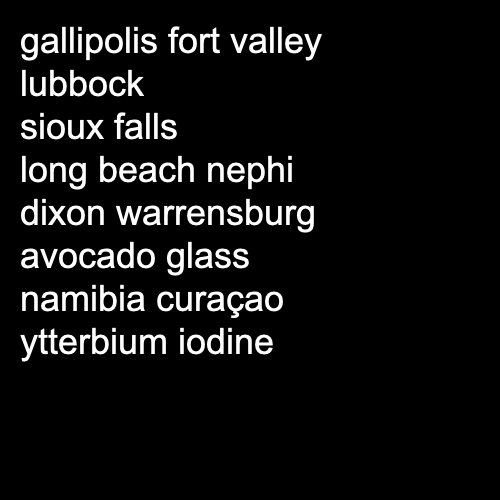 gallipolis fort valley
lubbock
sioux falls
long beach nephi
dixon warrensburg
avocado glass
namibia curaçao
ytterbium iodine